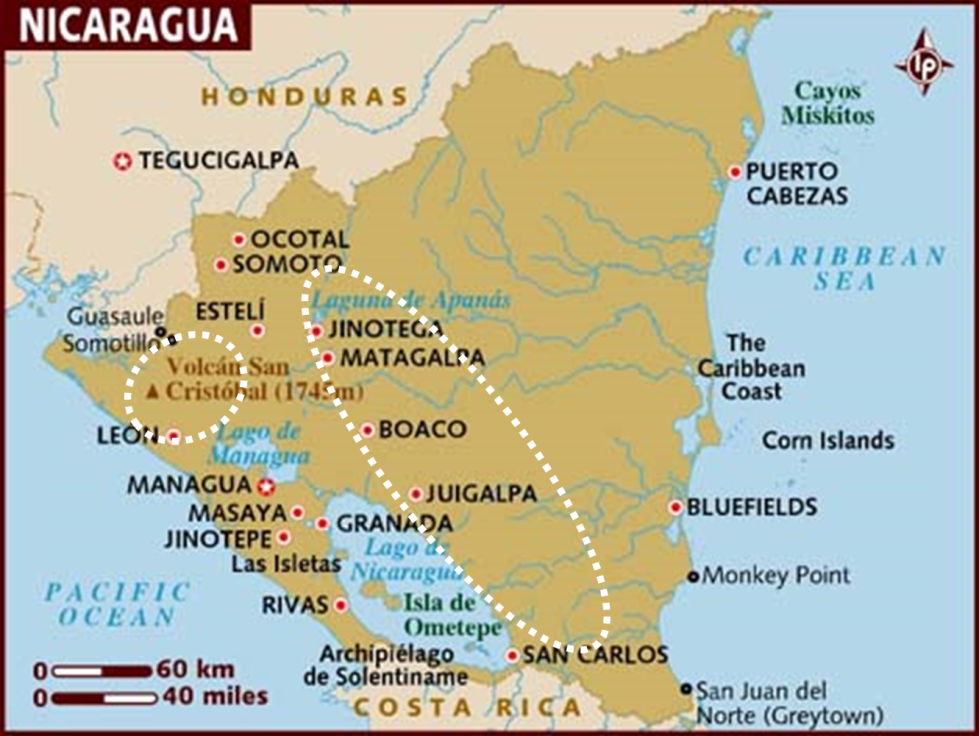 NICARAGUA
HONDURAS
Cayos
Miskitos
lp
TEGUCIGALPA
PUERTO
CABEZAS
OCOTAL
SOMOTO
CARIBBEAN
SEA
Laguna de Apanás
ESTELÍ
Guasaule
Somotillo
JINOTEGA
MATAGALPA
The
Caribbean
Coast
Volcán San
Cristóbal (1745m)
LEÓN
Lago de
Managua
BOACO
Corn Islands
MANAGUA
JUIGALPA
MASAYA
GRANADA
BLUEFIELDS
JINOTEPE
Las Isletas
Lago de
Nicaragua
Monkey Point
PACIFIC
OCEAN
RIVAS
Isla de
Ometepe
Archipiélago
de Solentiname
SAN CARLOS
0 60 km
0 40 miles
COSTA RICA
San Juan del
Norte (Greytown)